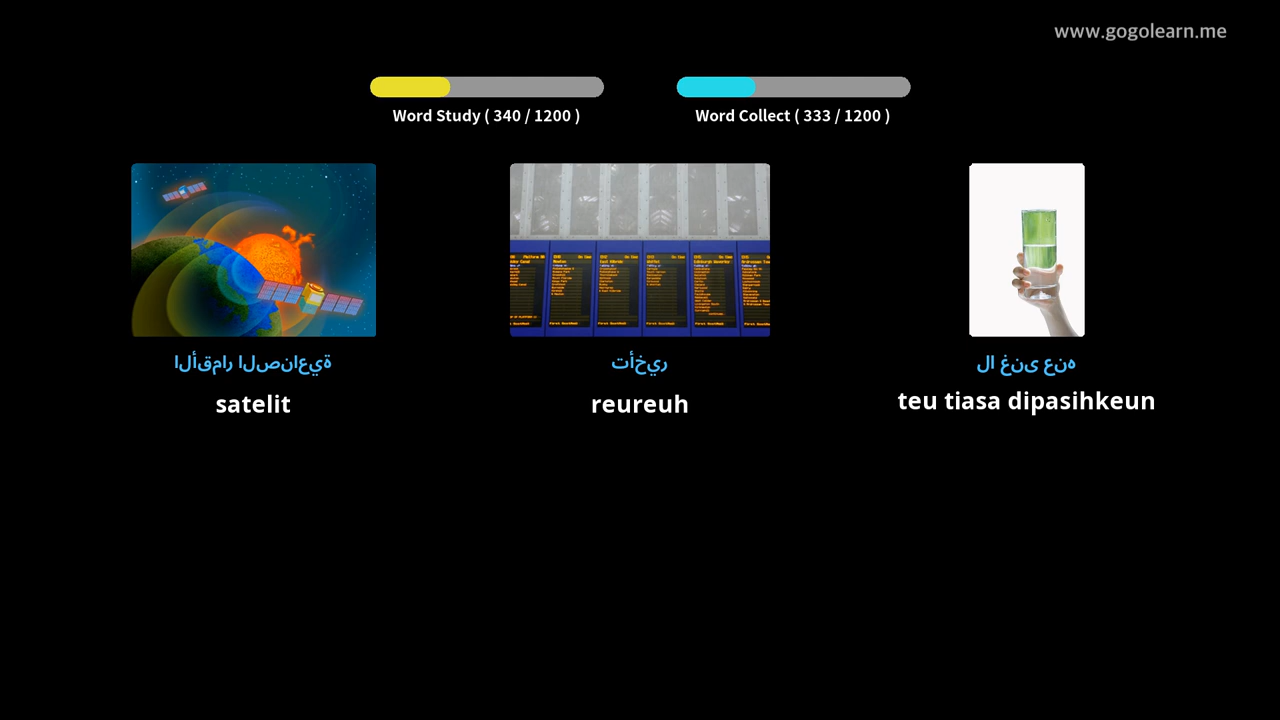 www.gogolearn.me
Word Study ( 340 / 1200 )
Word Collect ( 333 / 1200 )
الأقمار الصناعية
تأخير
لا غنى عنه
satelit
reureuh
teu tiasa dipasihkeun